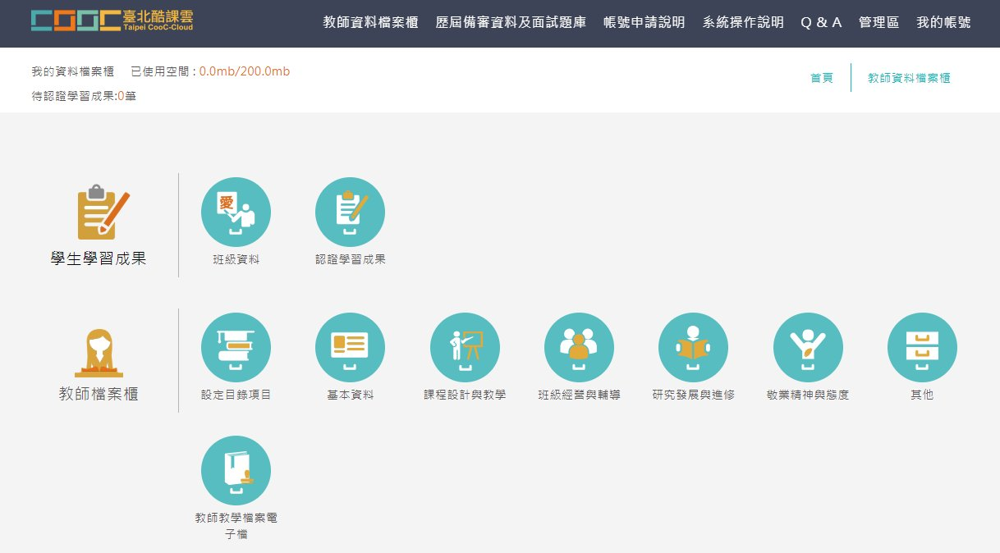 COOC 臺北酷課雲
Taipei CooC-Cloud
教師資料檔案櫃 歷屆備審資料及面試題庫 帳號申請說明 系統操作說明 Q & A 管理區 我的帳號
我的資料檔案櫃 已使用空間 : 0.0mb/200.0mb
待認證學習成果:0筆
首頁 教師資料檔案櫃
愛
學生學習成果
班級資料 認證學習成果
教師檔案櫃
設定目錄項目 基本資料 課程設計與教學 班級經營與輔導 研究發展與進修 敬業精神與態度 其他
教師教學檔案電
子檔